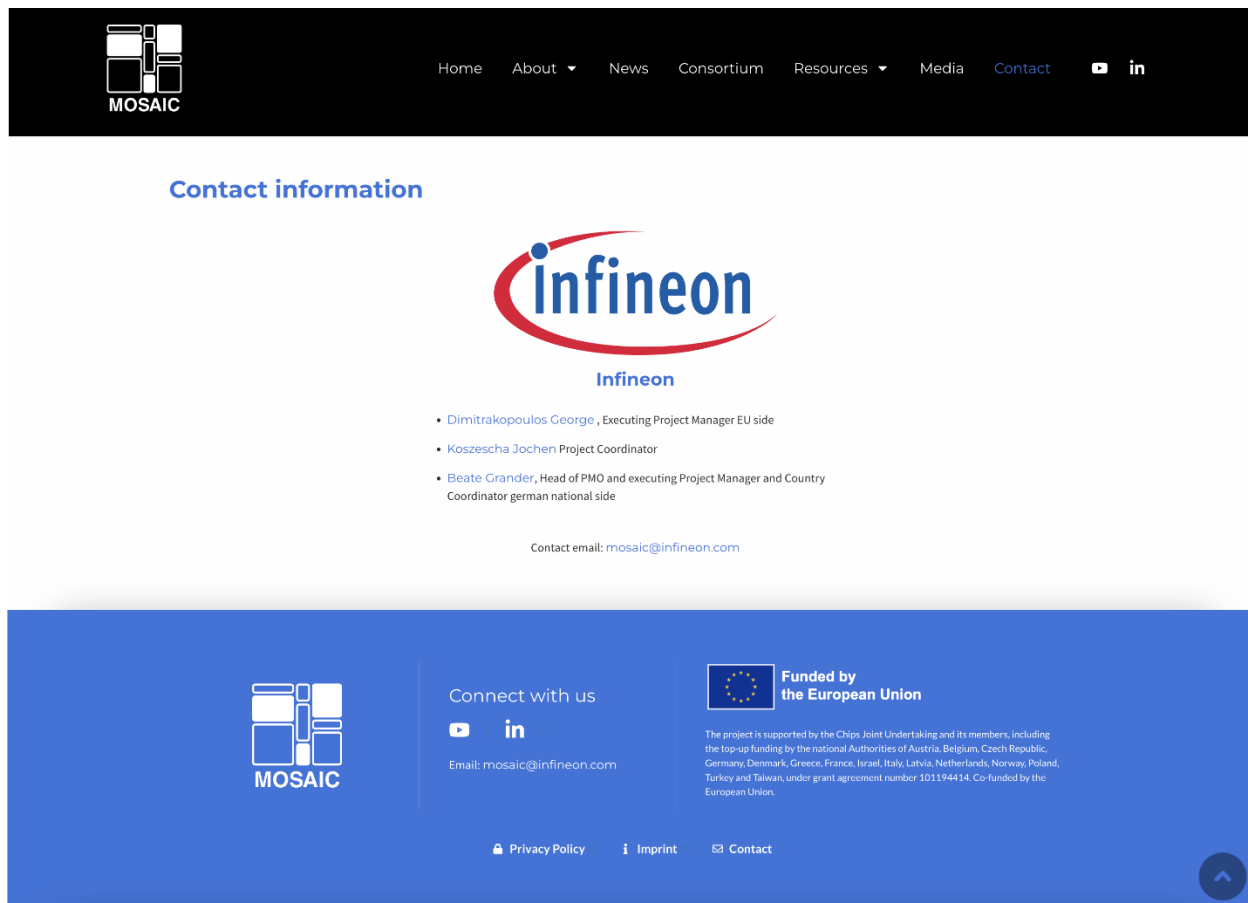 MOSAIC
Home About News Consortium Resources Media Contact in
Contact information
infineon
Infineon
• Dimitrakopoulos George , Executing Project Manager EU side
• Koszescha Jochen Project Coordinator
• Beate Grander, Head of PMO and executing Project Manager and Country
Coordinator german national side
Contact email: mosaic@infineon.com
MOSAIC
Connect with us
in
Email: mosaic@infineon.com
Funded by
the European Union
The project is supported by the Chips Joint Undertaking and its members, including
the top-up funding by the national Authorities of Austria, Belgium, Czech Republic,
Germany, Denmark, Greece, France, Israel, Italy, Latvia, Netherlands, Norway, Poland,
Turkey and Taiwan, under grant agreement number 101194414. Co-funded by the
European Union.
Privacy Policy Imprint Contact